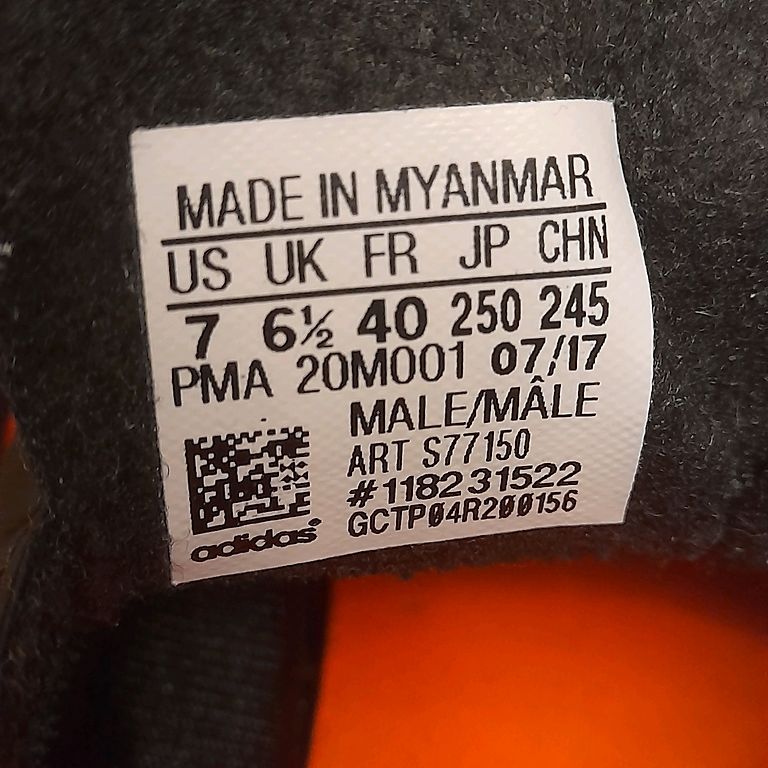 MADE IN MYANMAR
US UK FR JP CHN
7 6½ 40 250 245
PMA 20M001 07/17
MALE/MÂLE
ART S77150
#1182 31522
GCTP04R200156
adidas